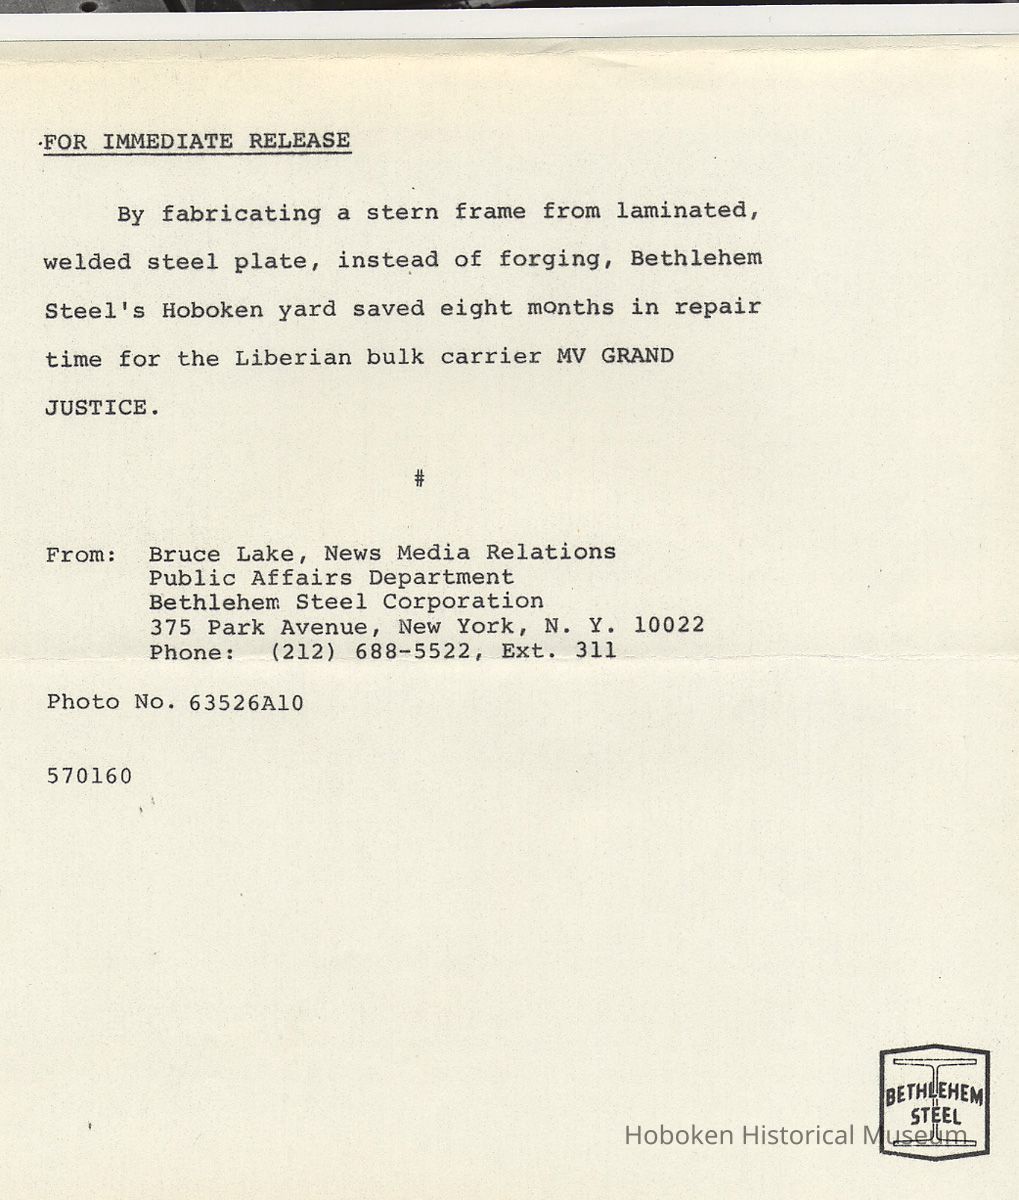 FOR IMMEDIATE RELEASE
By fabricating a stern frame from laminated,
welded steel plate, instead of forging, Bethlehem
Steel's Hoboken yard saved eight months in repair
time for the Liberian bulk carrier MV GRAND
JUSTICE.
#
From: Bruce Lake, News Media Relations
Public Affairs Department
Bethlehem Steel Corporation
375 Park Avenue, New York, N. Y. 10022
Phone: (212) 688-5522, Ext. 311
Photo No. 63526A10
570160
BETHLEHEM
STEEL
Hoboken Historical Museum